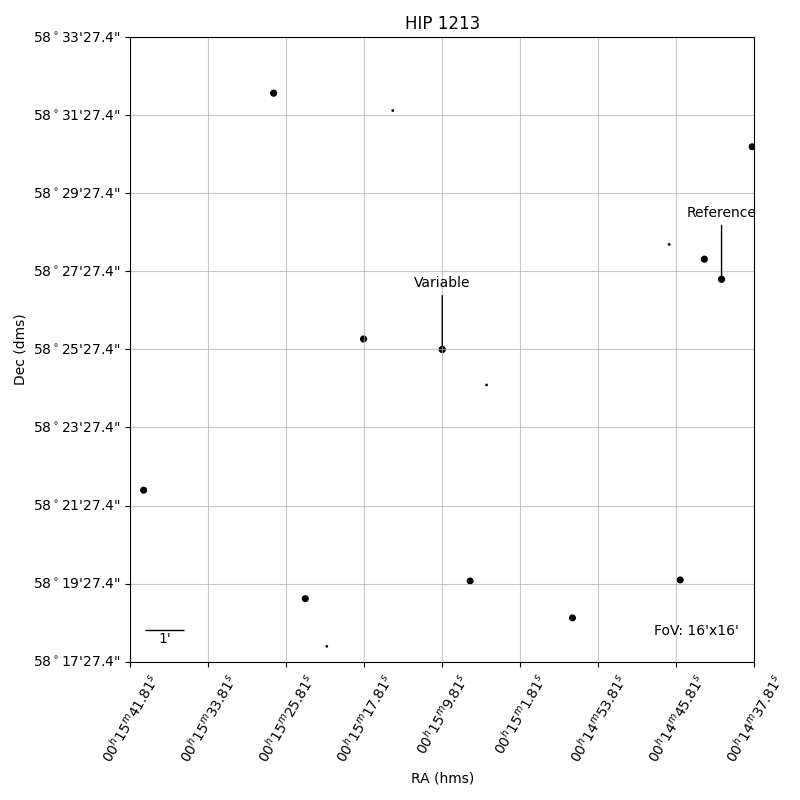 HIP 1213
58°33'27.4"
58°31'27.4"
58°29'27.4"
58°27'27.4"
58°25'27.4"
58°23'27.4"
58°21'27.4"
58°19'27.4"
58°17'27.4"
Dec (dms)
Reference
Variable
1'
FoV: 16'x16'
00ʰ15ᵐ41.81ˢ
00ʰ15ᵐ33.81ˢ
00ʰ15ᵐ25.81ˢ
00ʰ15ᵐ17.81ˢ
00ʰ15ᵐ9.81ˢ
00ʰ15ᵐ1.81ˢ
00ʰ14ᵐ53.81ˢ
00ʰ14ᵐ45.81ˢ
00ʰ14ᵐ37.81ˢ
RA (hms)